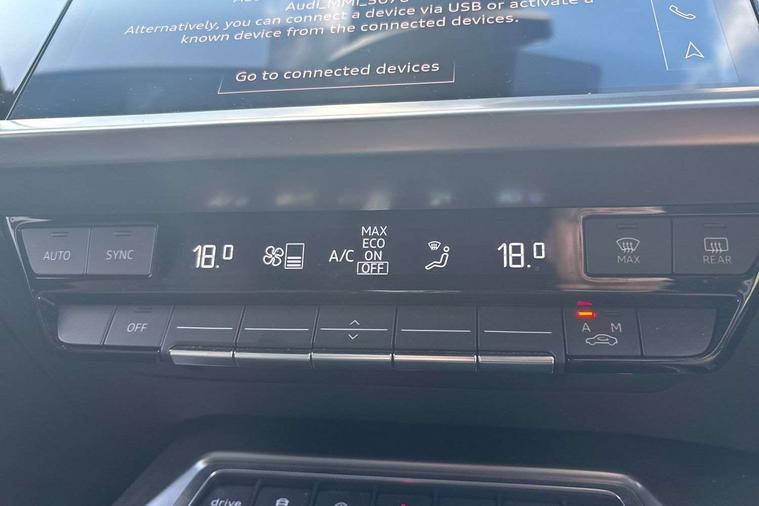 Alternatively, you can connect a device via USB or activate a
known device from the connected devices.
Go to connected devices
AUTO
SYNC
18.0
A/C
MAX
ECO
ON
OFF
18.0
MAX
REAR
OFF
A M
drive